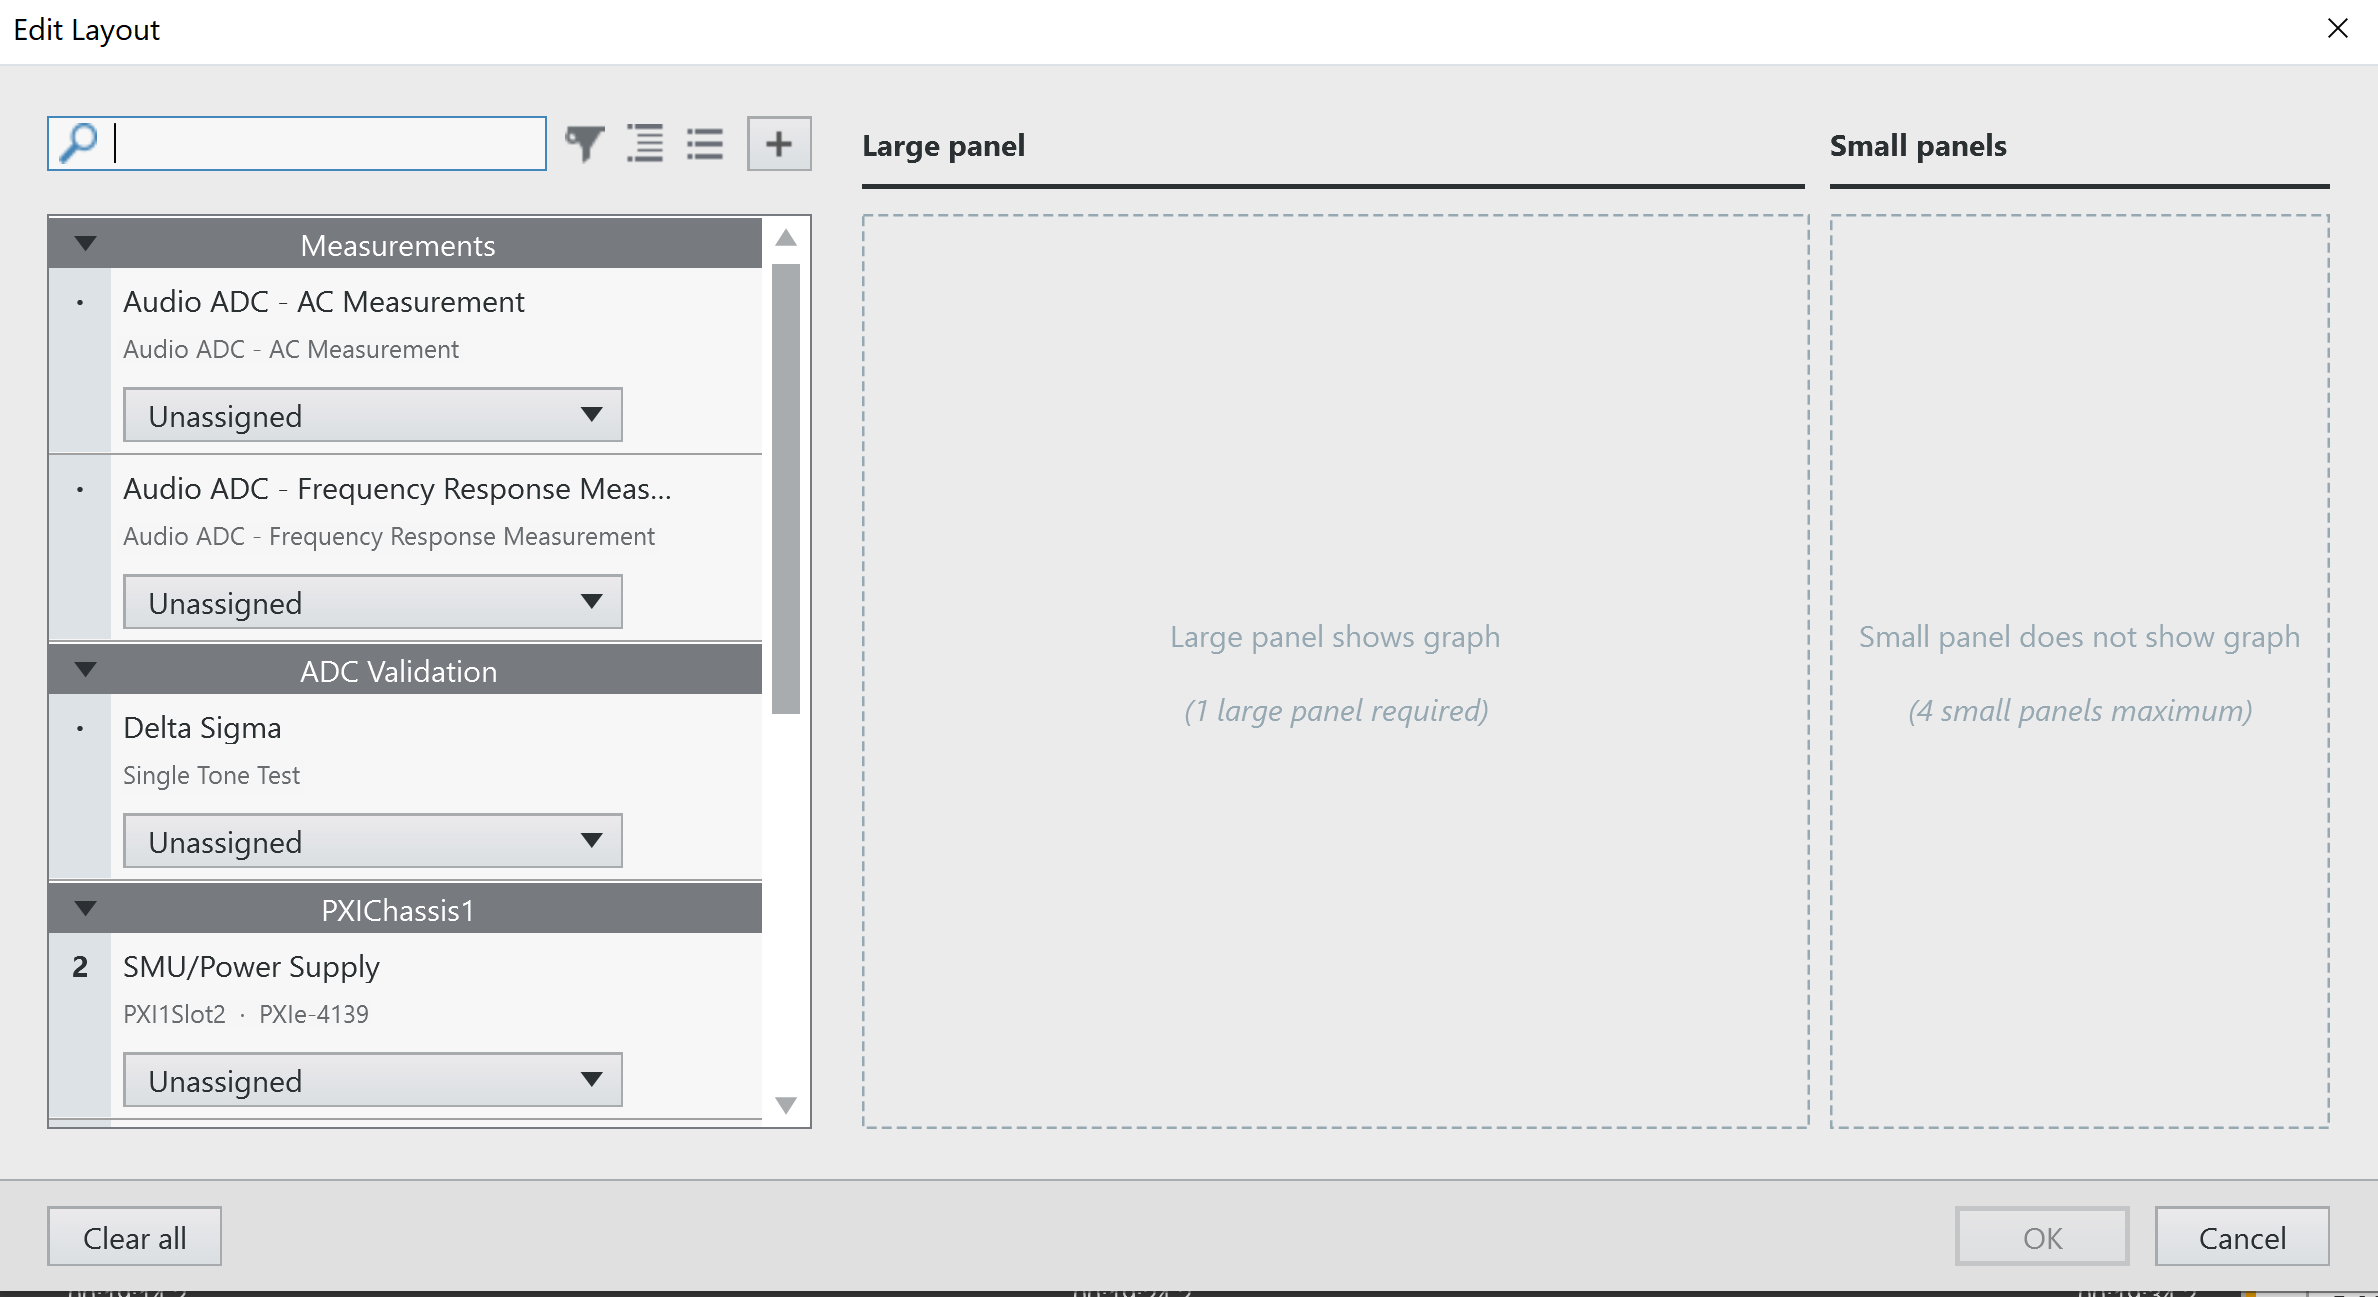 Edit Layout
Large panel
Small panels
Measurements
Audio ADC - AC Measurement
Audio ADC - AC Measurement
Unassigned
Audio ADC - Frequency Response Meas...
Audio ADC - Frequency Response Measurement
Unassigned
ADC Validation
Delta Sigma
Single Tone Test
Unassigned
PXIChassis1
2 SMU/Power Supply
PXI1Slot2 · PXIe-4139
Unassigned
Large panel shows graph
(1 large panel required)
Small panel does not show graph
(4 small panels maximum)
Clear all
OK
Cancel